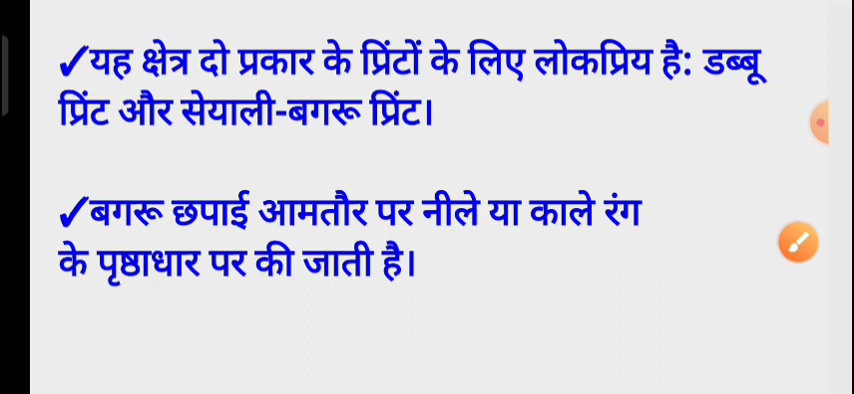 ✓यह क्षेत्र दो प्रकार के प्रिंटों के लिए लोकप्रिय है: डब्बू
प्रिंट और सेयाली-बगरू प्रिंट।
✓बगरू छपाई आमतौर पर नीले या काले रंग
के पृष्ठाधार पर की जाती है।